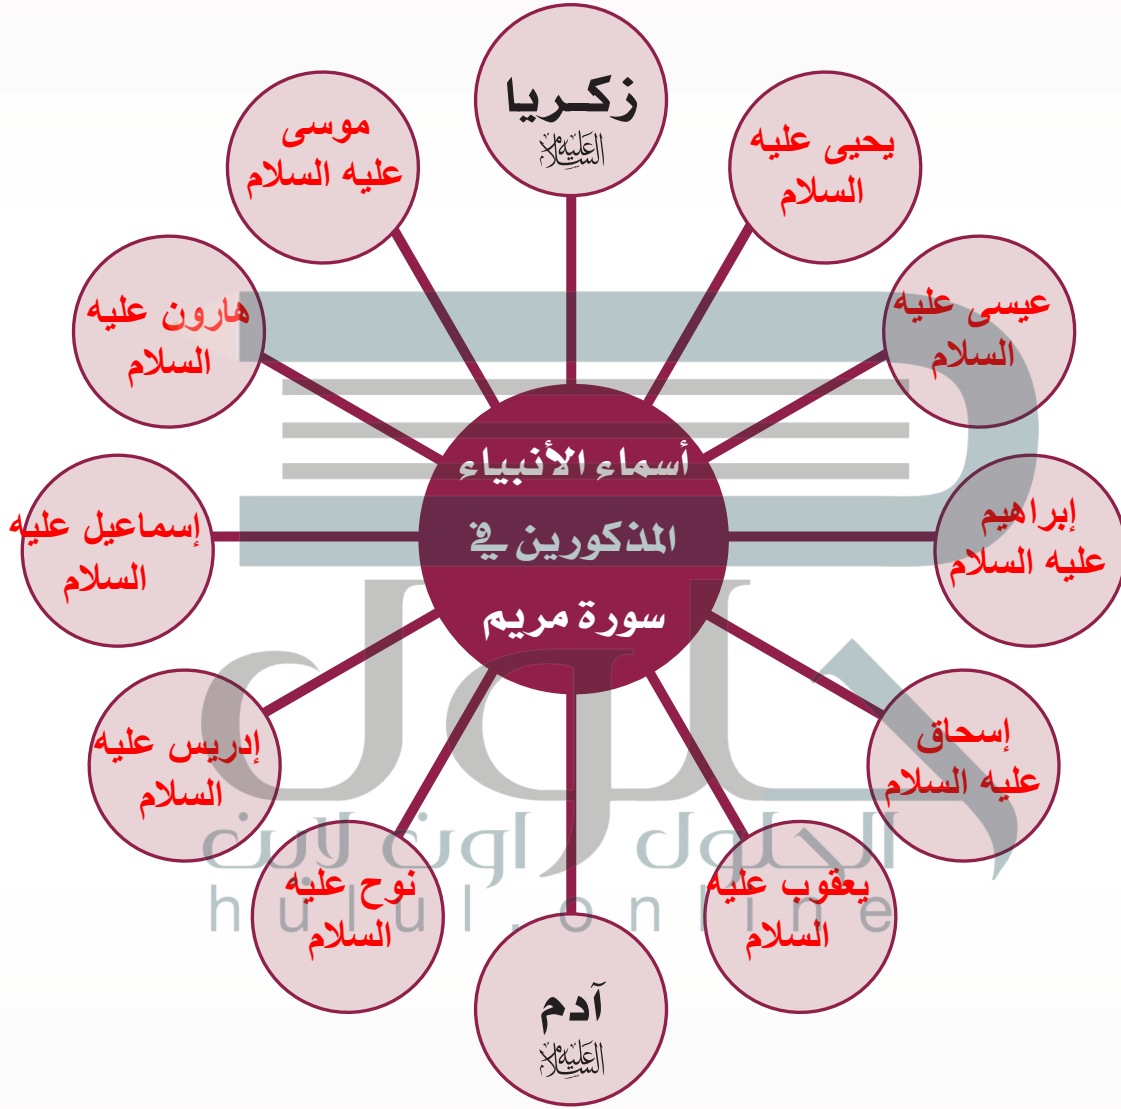 أسماء الأنبياء
المذكورين في
سورة مريم
زكريا
عليه السلام
يحيى عليه
السلام
عيسى عليه
السلام
إبراهيم
عليه السلام
إسحاق
عليه السلام
يعقوب عليه
السلام
آدم
عليه السلام
نوح عليه
السلام
إدريس عليه
السلام
إسماعيل عليه
السلام
هارون عليه
السلام
موسى
عليه السلام
حلول
الحلول اون لاين
hulul.online